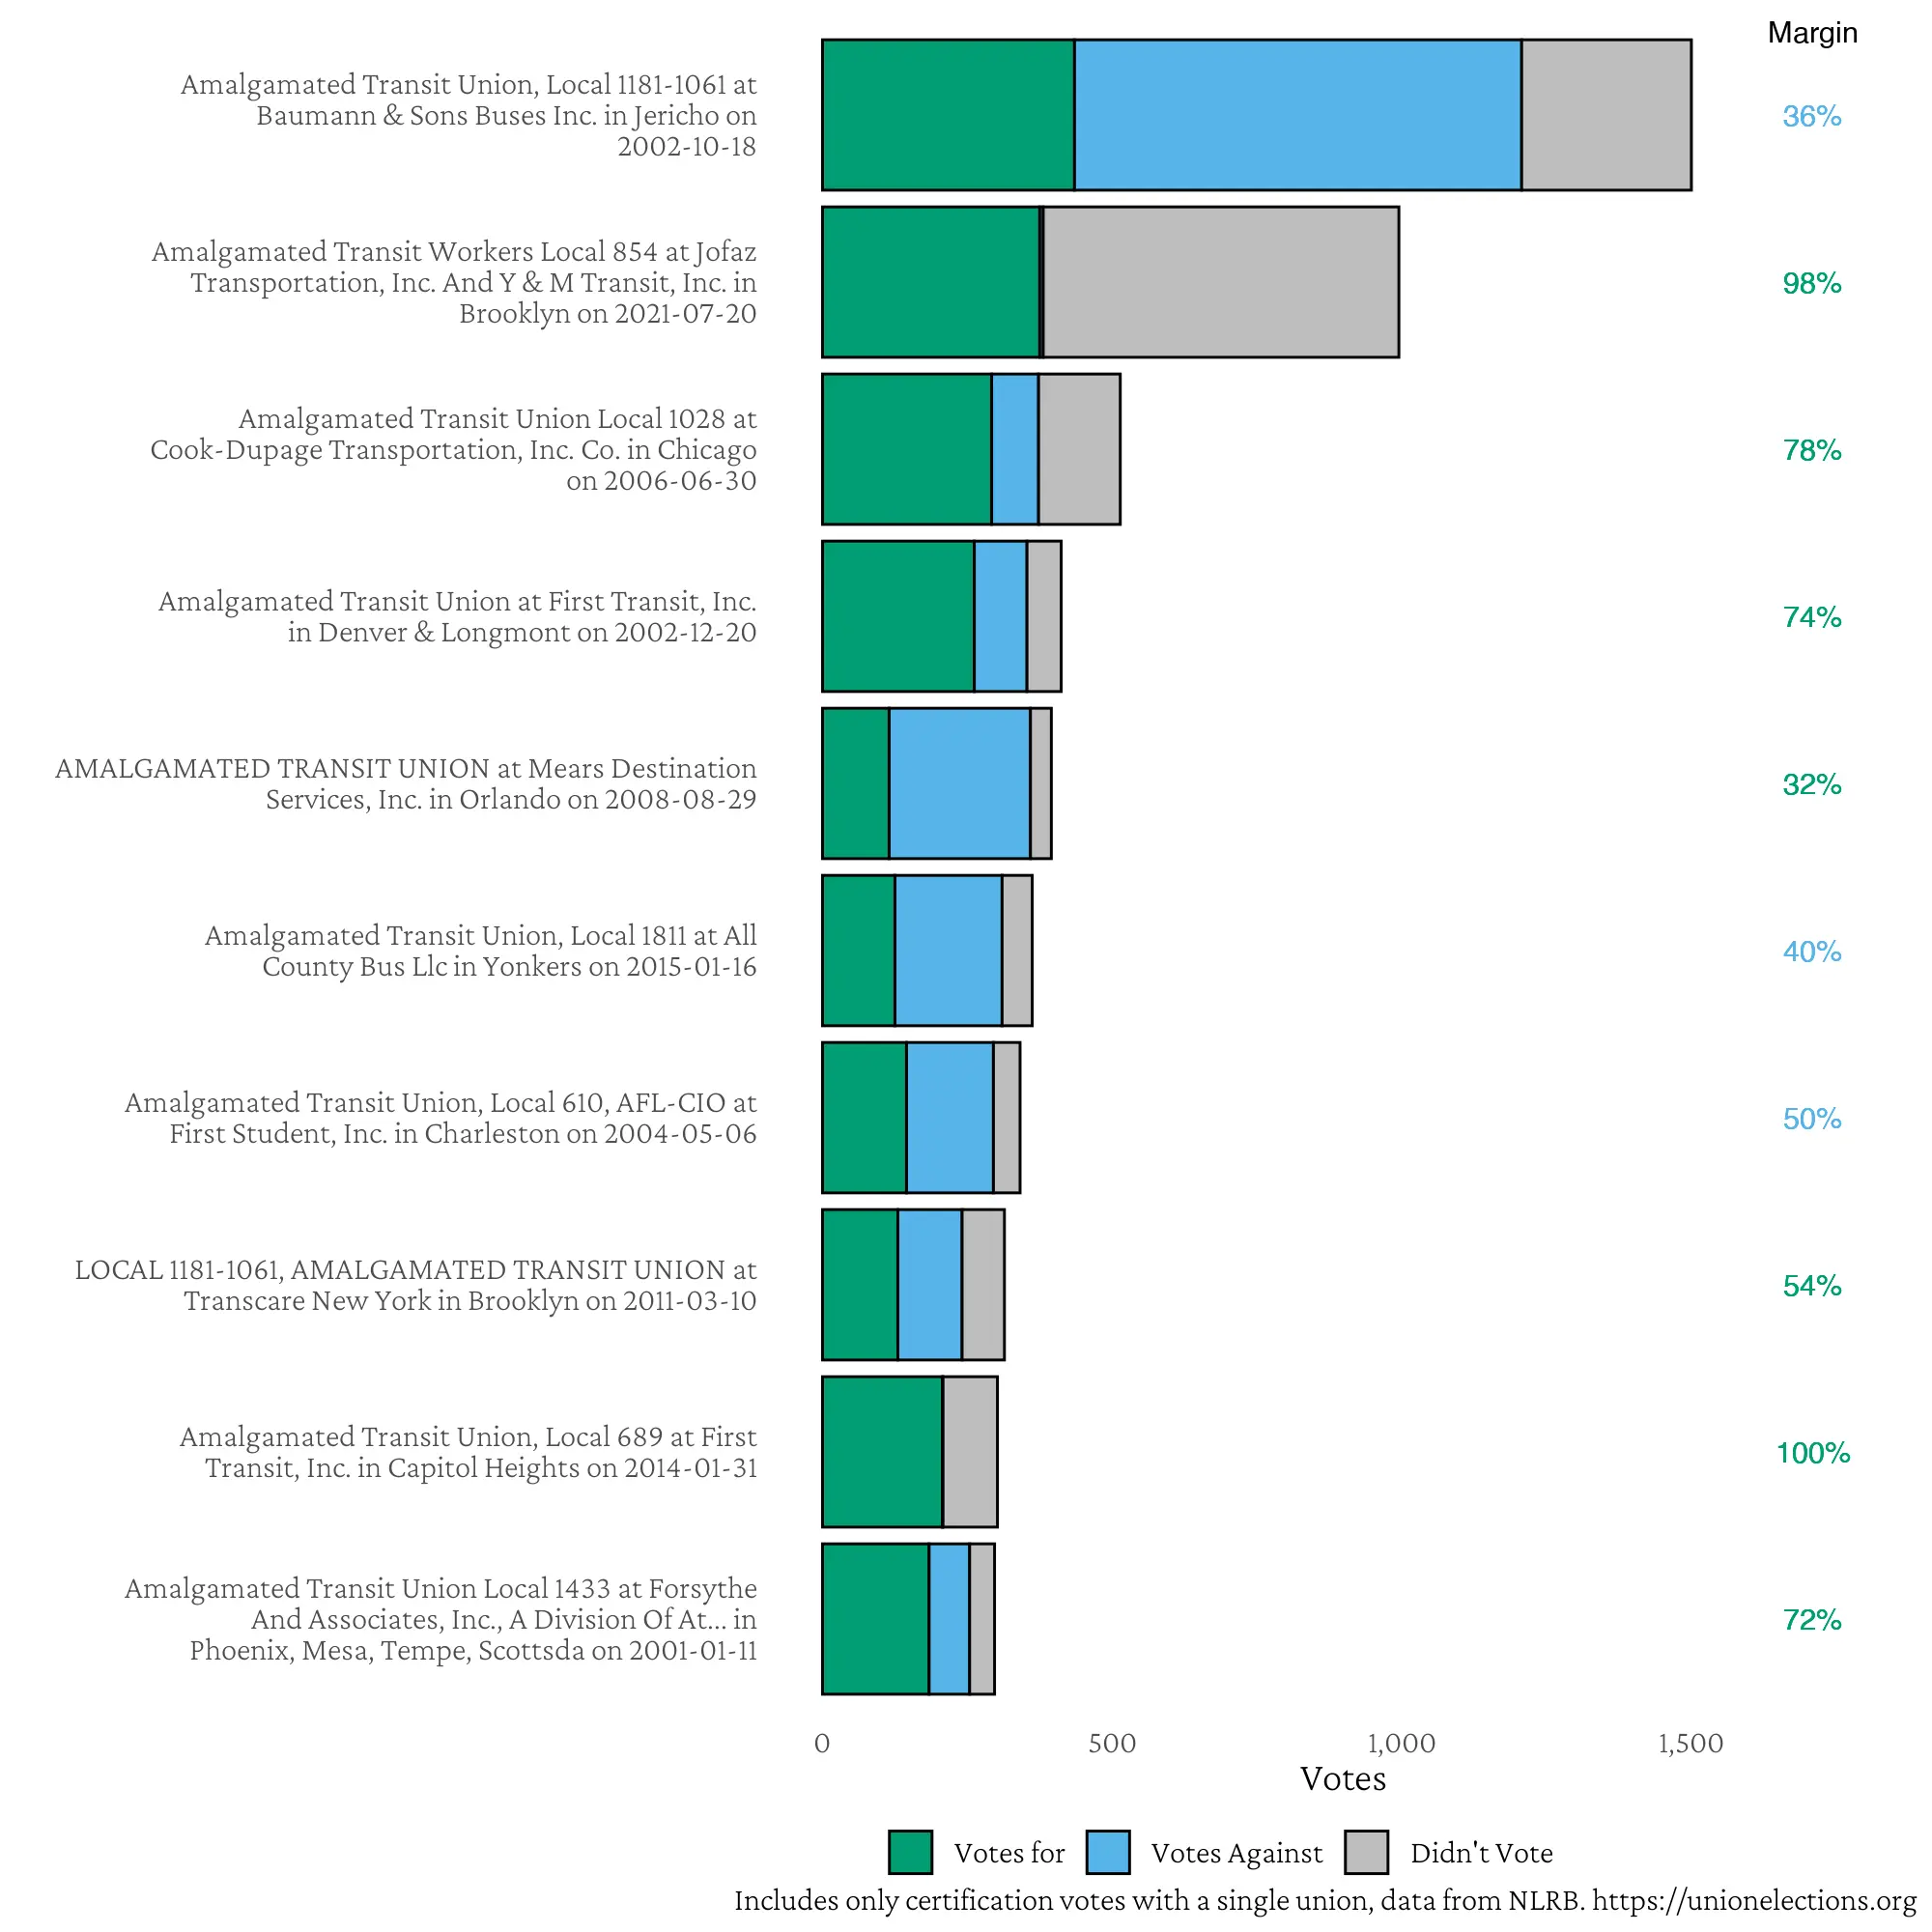 Margin
Amalgamated Transit Union, Local 1181-1061 at
Baumann & Sons Buses Inc. in Jericho on
2002-10-18
36%
Amalgamated Transit Workers Local 854 at Jofaz
Transportation, Inc. And Y & M Transit, Inc. in
Brooklyn on 2021-07-20
98%
Amalgamated Transit Union Local 1028 at
Cook-Dupage Transportation, Inc. Co. in Chicago
on 2006-06-30
78%
Amalgamated Transit Union at First Transit, Inc.
in Denver & Longmont on 2002-12-20
74%
AMALGAMATED TRANSIT UNION at Mears Destination
Services, Inc. in Orlando on 2008-08-29
32%
Amalgamated Transit Union, Local 1811 at All
County Bus Llc in Yonkers on 2015-01-16
40%
Amalgamated Transit Union, Local 610, AFL-CIO at
First Student, Inc. in Charleston on 2004-05-06
50%
LOCAL 1181-1061, AMALGAMATED TRANSIT UNION at
Transcare New York in Brooklyn on 2011-03-10
54%
Amalgamated Transit Union, Local 689 at First
Transit, Inc. in Capitol Heights on 2014-01-31
100%
Amalgamated Transit Union Local 1433 at Forsythe
And Associates, Inc., A Division Of At... in
Phoenix, Mesa, Tempe, Scottsda on 2001-01-11
72%
0 500 1,000 1,500
Votes
Votes for Votes Against Didn't Vote
Includes only certification votes with a single union, data from NLRB. https://unionelections.org